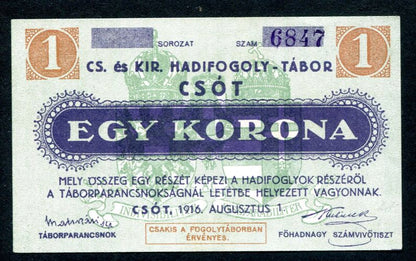 1 SOROZAT SZAM 6847 1
CS. és KIR. HADIFOGOLY-TÁBOR
CSÓT
EGY KORONA
MELY ÖSSZEG EGY RÉSZÉT KÉPEZI A HADIFOGLYOK RÉSZÉRŐL
A TÁBORPARANCSNOKSÁGNÁL LETÉTBE HELYEZETT VAGYONNAK.
CSÓT, 1916. AUGUSZTUS 1.
TÁBORPARANCSNOK
CSAKIS A FOGOLYTÁBORBAN
ÉRVÉNYES.
FŐHADNAGY SZÁMVIVŐTISZT